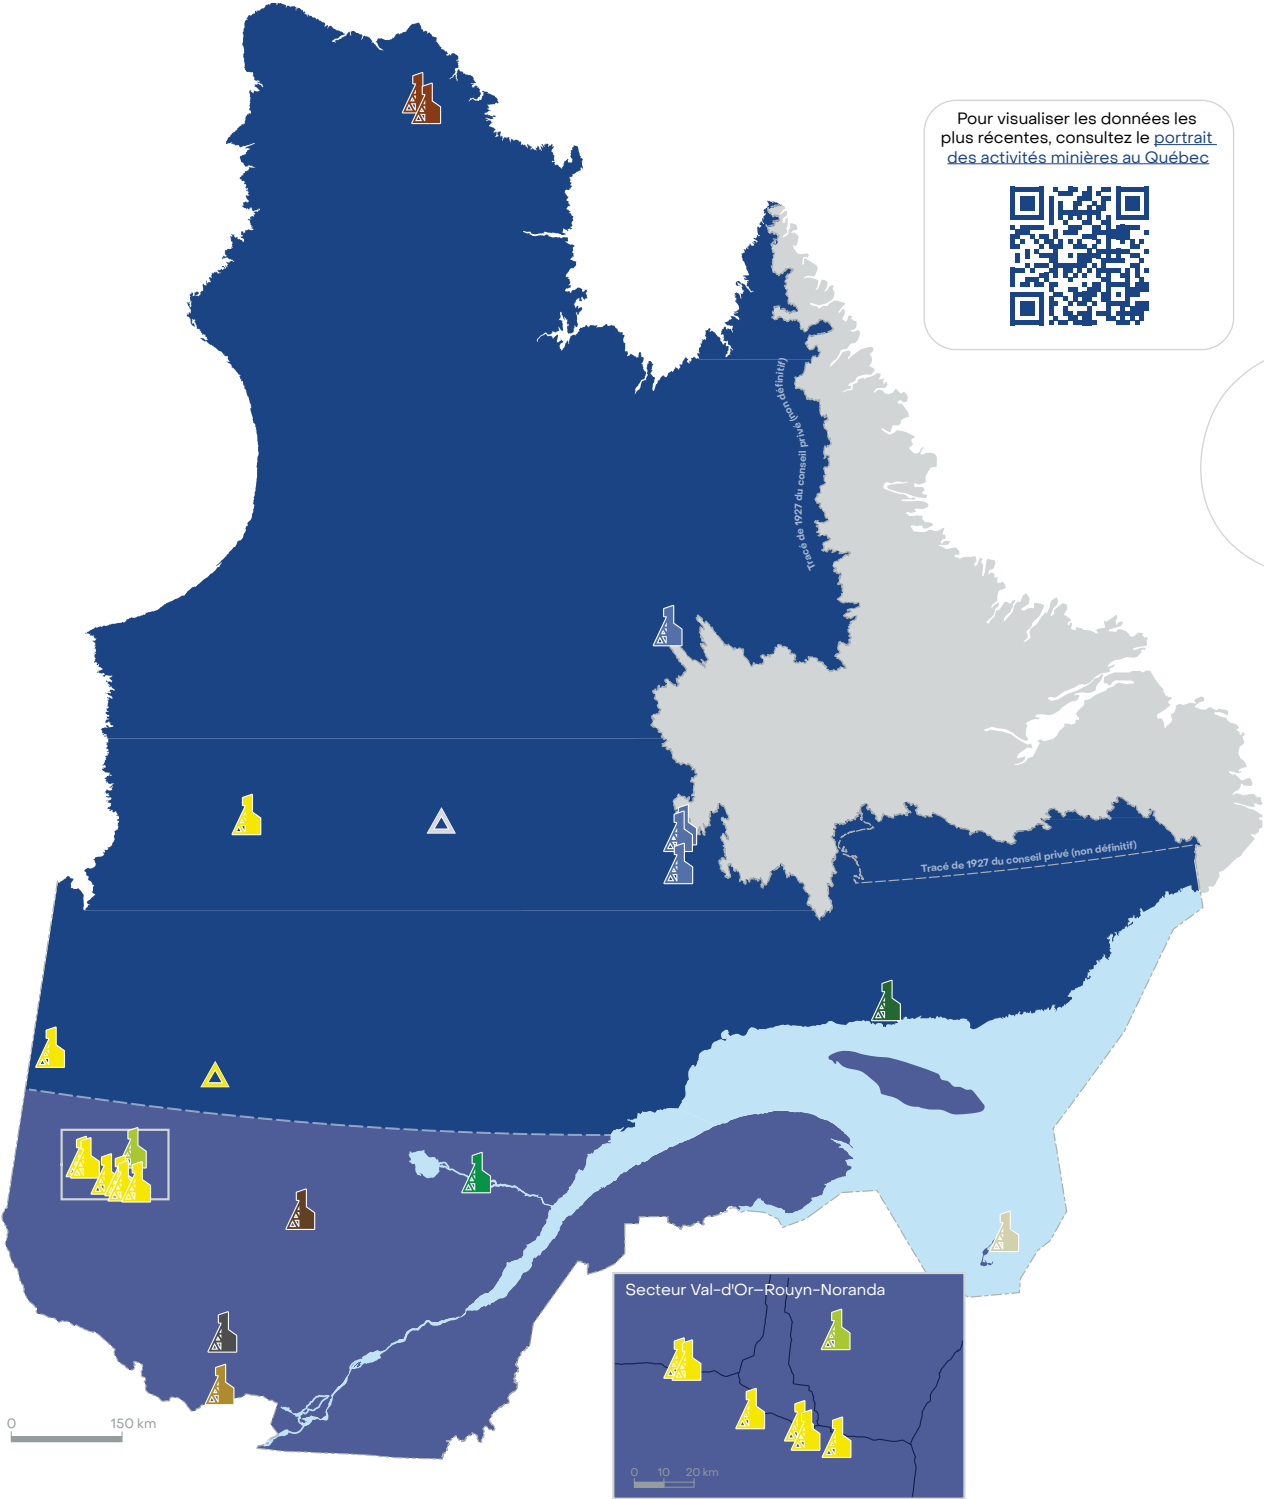 Pour visualiser les données les
plus récentes, consultez le portrait
des activités minières au Québec
Tracé de 1927 du conseil privé (non définitif)
Tracé de 1927 du conseil privé (non définitif)
Secteur Val-d'Or–Rouyn-Noranda
0 150 km
0 10 20 km